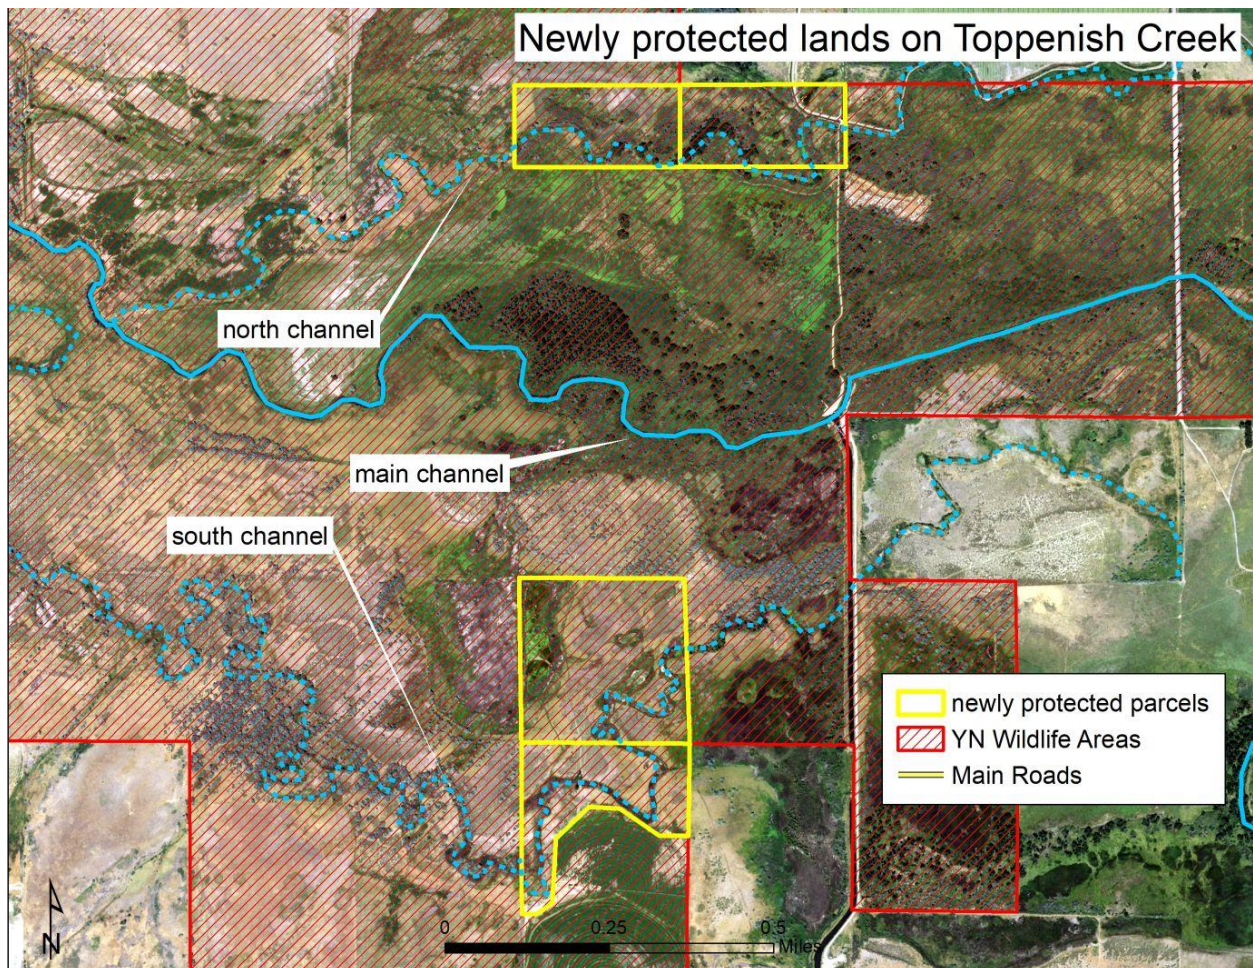 Newly protected lands on Toppenish Creek
north channel
main channel
south channel
newly protected parcels
YN Wildlife Areas
Main Roads
N
0 0.25 0.5
Miles